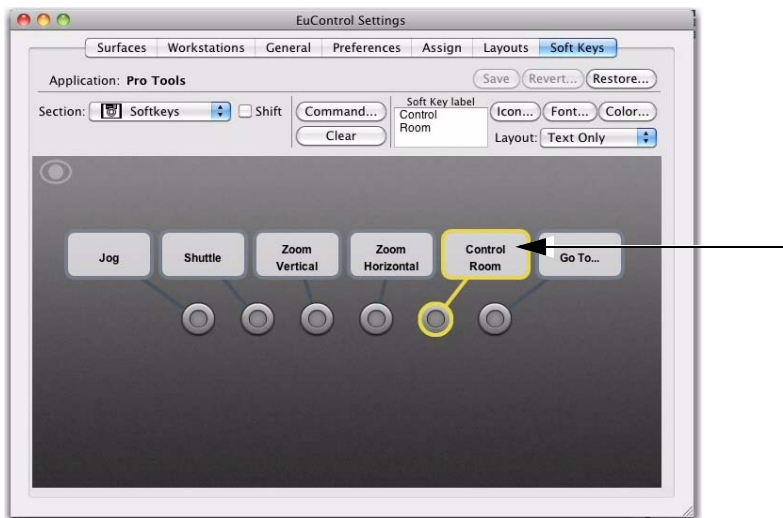 EuControl Settings
Surfaces Workstations General Preferences Assign Layouts Soft Keys
Application: Pro Tools Save Revert... Restore...
Section: Softkeys Shift Command... Clear
Soft Key label
Control
Room
Icon... Font... Color...
Layout: Text Only
Jog
Shuttle
Zoom
Vertical
Zoom
Horizontal
Control
Room
Go To...